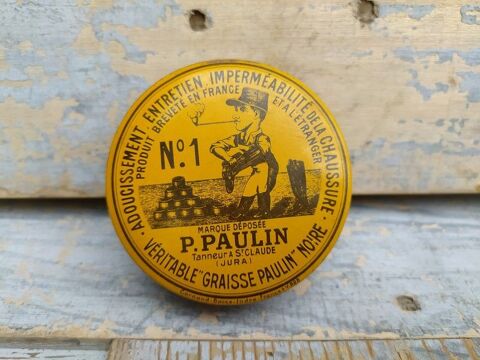 ADOUCISSEMENT, ENTRETIEN, IMPERMÉABILITÉ DE LA CHAUSSURE
PRODUIT BREVETÉ EN FRANCE ET A L'ÉTRANGER
No. 1
MARQUE DÉPOSÉE
P. PAULIN
Tanneur A St CLAUDE
(JURA)
VÉRITABLE "GRAISSE PAULIN" NOIRE